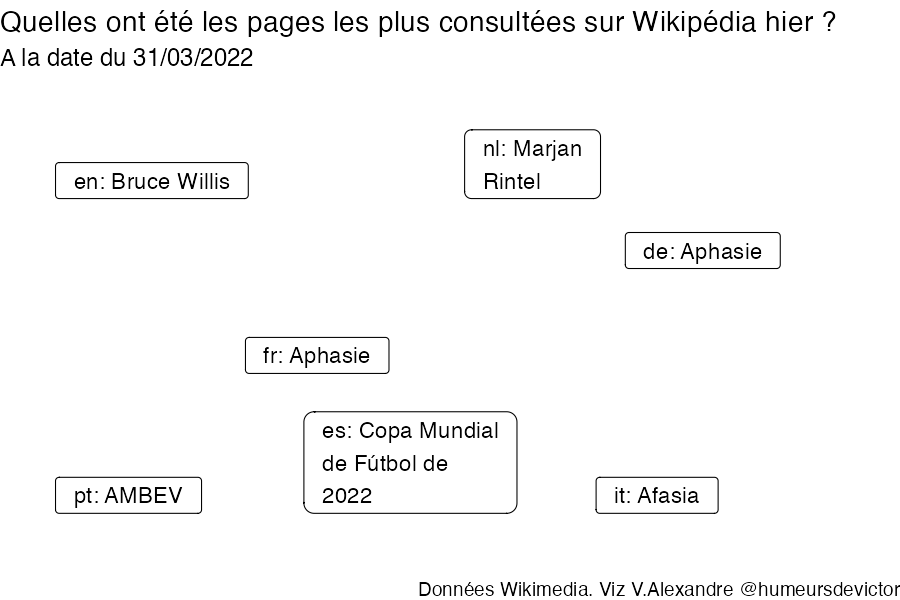 Quelles ont été les pages les plus consultées sur Wikipédia hier ?
A la date du 31/03/2022
nl: Marjan
Rintel
en: Bruce Willis
de: Aphasie
fr: Aphasie
es: Copa Mundial
de Fútbol de
2022
pt: AMBEV
it: Afasia
Données Wikimedia. Viz V.Alexandre @humeursdevictor